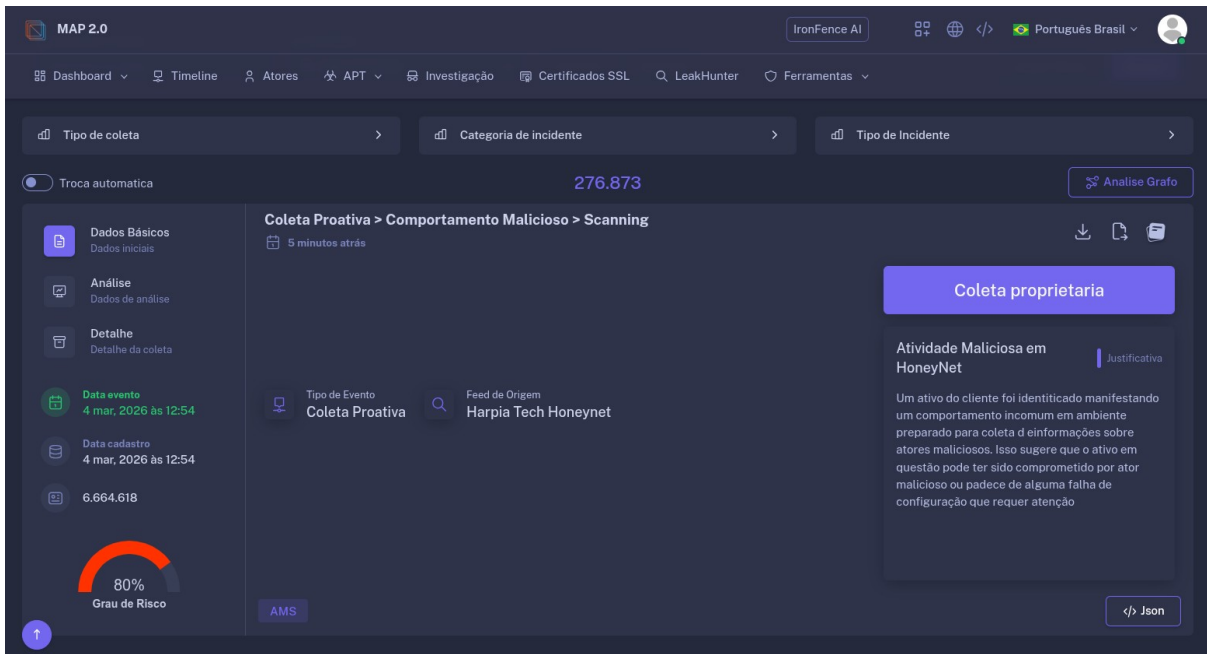 MAP 2.0
IronFence AI
</>
Português Brasil
Dashboard
Timeline
Atores
APT
Investigação
Certificados SSL
LeakHunter
Ferramentas
Tipo de coleta
Categoria de incidente
Tipo de Incidente
Troca automatica
276.873
Analise Grafo
Dados Básicos
Dados iniciais
Análise
Dados de análise
Detalhe
Detalhe da coleta
Data evento
4 mar, 2026 às 12:54
Data cadastro
4 mar, 2026 às 12:54
6.664.618
80%
Grau de Risco
Coleta Proativa > Comportamento Malicioso > Scanning
5 minutos atrás
Tipo de Evento
Coleta Proativa
Feed de Origem
Harpia Tech Honeynet
AMS
Coleta proprietaria
Atividade Maliciosa em
HoneyNet
Justificativa
Um ativo do cliente foi identiticado manifestando
um comportamento incomum em ambiente
preparado para coleta d einformações sobre
atores maliciosos. Isso sugere que o ativo em
questão pode ter sido comprometido por ator
malicioso ou padece de alguma falha de
configuração que requer atenção
</> Json